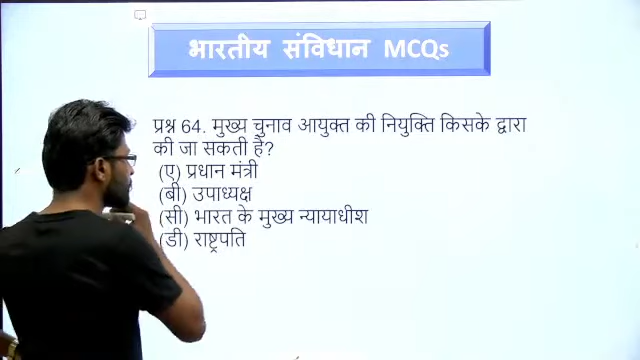 भारतीय संविधान MCQs
प्रश्न 64. मुख्य चुनाव आयुक्त की नियुक्ति किसके द्वारा
की जा सकती है?
(ए) प्रधान मंत्री
(बी) उपाध्यक्ष
(सी) भारत के मुख्य न्यायाधीश
(डी) राष्ट्रपति